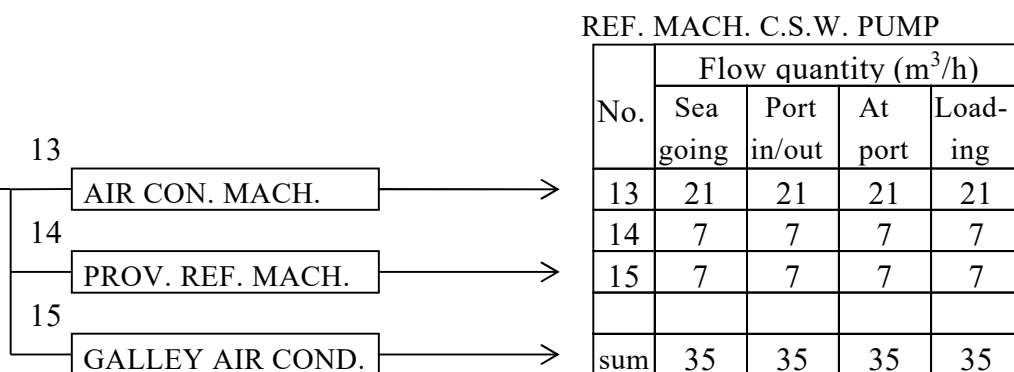 REF. MACH. C.S.W. PUMP
No. Flow quantity (m³/h)
Sea going Port in/out At port Load-ing
13 21 21 21 21
14 7 7 7 7
15 7 7 7 7
sum 35 35 35 35
13
AIR CON. MACH.
14
PROV. REF. MACH.
15
GALLEY AIR COND.